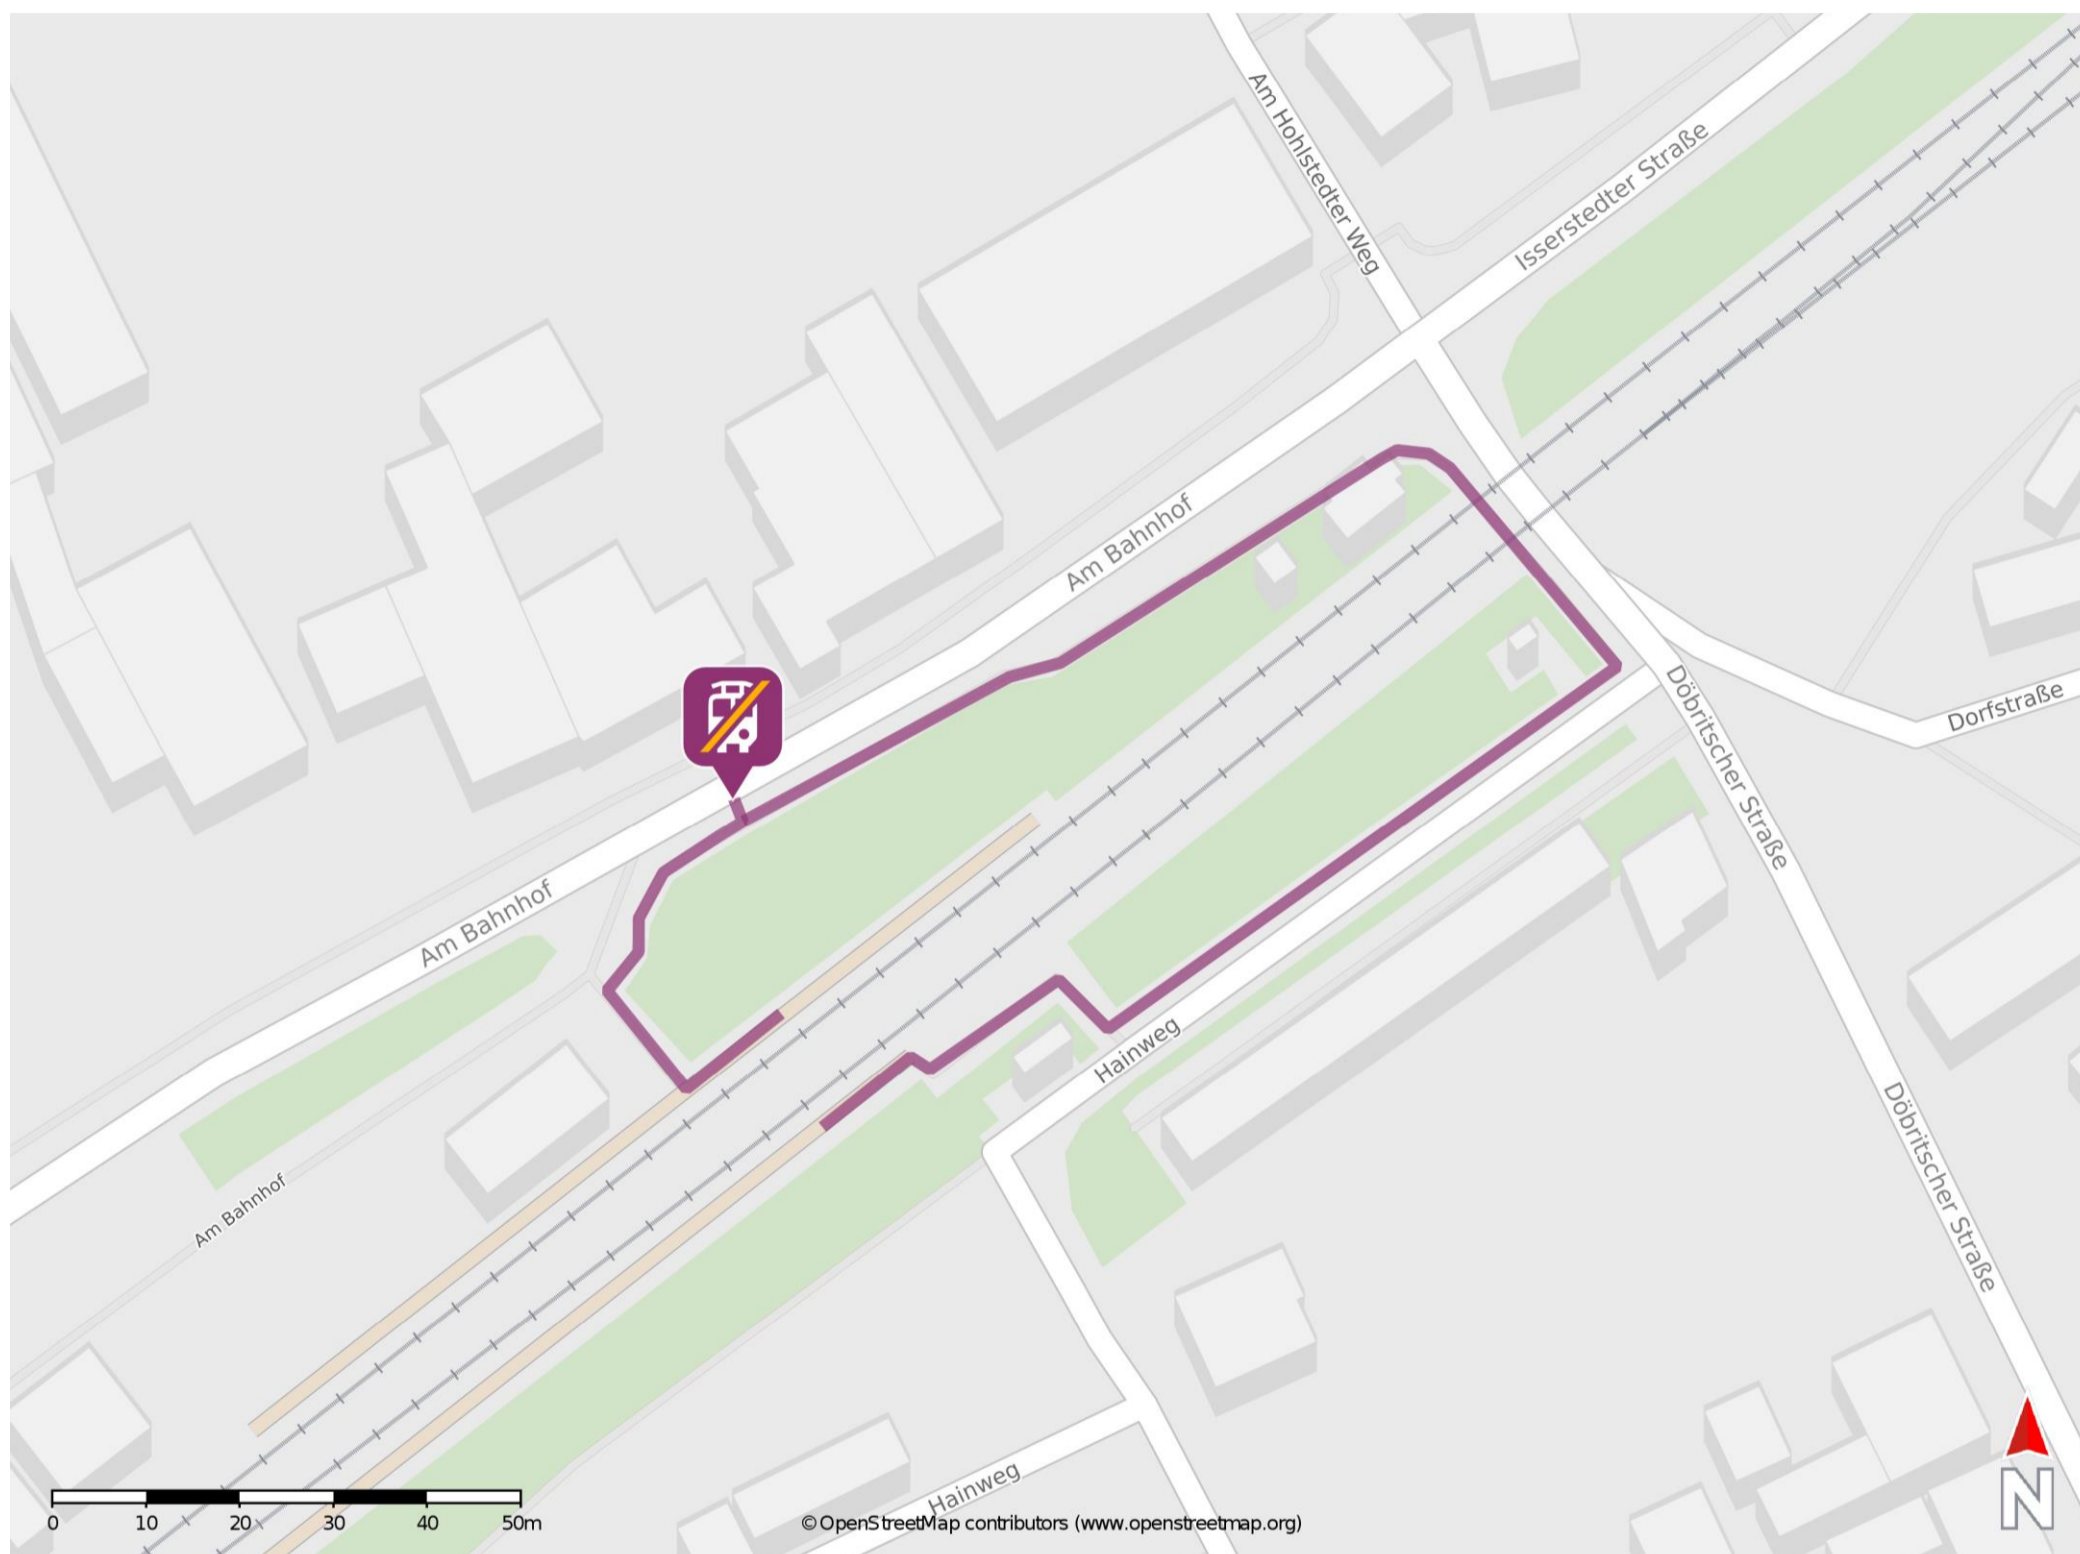 Am Hohlstedter Weg
Isserstedter Straße
Am Bahnhof
Döbritscher Straße
Dorfstraße
Am Bahnhof
Hainweg
Döbritscher Straße
Am Bahnhof
Hainweg
0 10 20 30 40 50m
© OpenStreetMap contributors (www.openstreetmap.org)
N